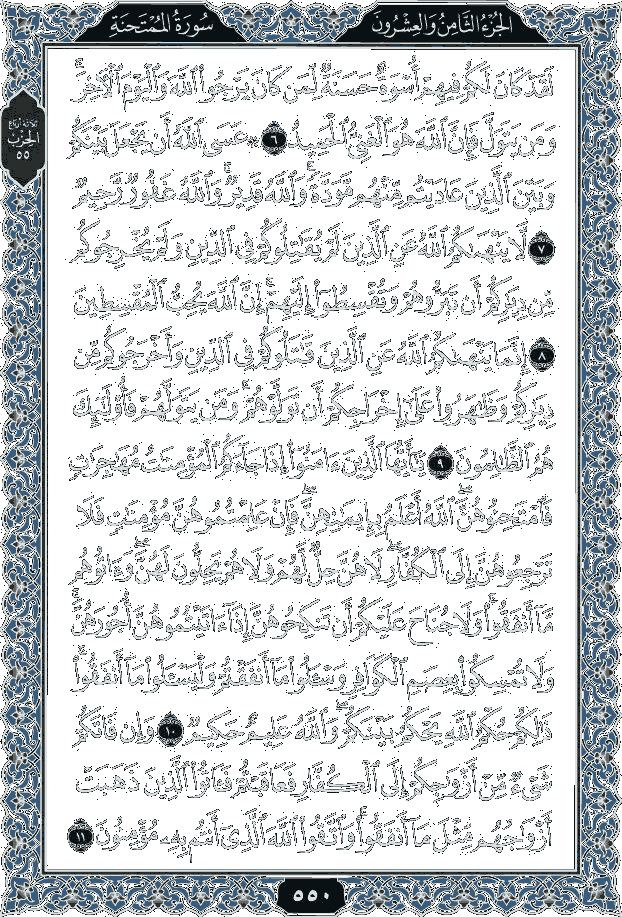 الجُزْءُ الثَّامِنُ وَالْعِشْرُونَ
سُورَةُ المُمْتَحَنَةِ
لَقَدْ كَانَ لَكُمْ فِيهِمْ أُسْوَةٌ حَسَنَةٌ لِّمَن كَانَ يَرْجُوا۟ ٱللَّهَ وَٱلْيَوْمَ ٱلْـَٔاخِرَ ۚ
وَمَن يَتَوَلَّ فَإِنَّ ٱللَّهَ هُوَ ٱلْغَنِىُّ ٱلْحَمِيدُ ٦ ۞ عَسَى ٱللَّهُ أَن يَجْعَلَ بَيْنَكُمْ
ثلاثة أرباع
الحزب
٥٥
وَبَيْنَ ٱلَّذِينَ عَادَيْتُم مِّنْهُم مَّوَدَّةً ۚ وَٱللَّهُ قَدِيرٌ ۚ وَٱللَّهُ غَفُورٌ رَّحِيمٌ
٧ لَّا يَنْهَىٰكُمُ ٱللَّهُ عَنِ ٱلَّذِينَ لَمْ يُقَـٰتِلُوكُمْ فِى ٱلدِّينِ وَلَمْ يُخْرِجُوكُم
مِّن دِيَـٰرِكُمْ أَن تَبَرُّوهُمْ وَتُقْسِطُوٓا۟ إِلَيْهِمْ ۚ إِنَّ ٱللَّهَ يُحِبُّ ٱلْمُقْسِطِينَ
٨ إِنَّمَا يَنْهَىٰكُمُ ٱللَّهُ عَنِ ٱلَّذِينَ قَـٰتَلُوكُمْ فِى ٱلدِّينِ وَأَخْرَجُوكُم مِّن
دِيَـٰرِكُمْ وَظَـٰهَرُوا۟ عَلَىٰٓ إِخْرَاجِكُمْ أَن تَوَلَّوْهُمْ ۚ وَمَن يَتَوَلَّهُمْ فَأُو۟لَـٰٓئِكَ
هُمُ ٱلظَّـٰلِمُونَ ٩ يَـٰٓأَيُّهَا ٱلَّذِينَ ءَامَنُوٓا۟ إِذَا جَآءَكُمُ ٱلْمُؤْمِنَـٰتُ مُهَـٰجِرَٰتٍ
فَٱمْتَحِنُوهُنَّ ۖ ٱللَّهُ أَعْلَمُ بِإِيمَـٰنِهِنَّ ۖ فَإِنْ عَلِمْتُمُوهُنَّ مُؤْمِنَـٰتٍ فَلَا
تَرْجِعُوهُنَّ إِلَى ٱلْكُفَّارِ ۖ لَا هُنَّ حِلٌّ لَّهُمْ وَلَا هُمْ يَحِلُّونَ لَهُنَّ ۖ وَءَاتُوهُم
مَّآ أَنفَقُوا۟ ۚ وَلَا جُنَاحَ عَلَيْكُمْ أَن تَنكِحُوهُنَّ إِذَآ ءَاتَيْتُمُوهُنَّ أُجُورَهُنَّ ۚ
وَلَا تُمْسِكُوا۟ بِعِصَمِ ٱلْكَوَافِرِ وَسْـَٔلُوا۟ مَآ أَنفَقْتُمْ وَلْيَسْـَٔلُوا۟ مَآ أَنفَقُوا۟ ۚ
ذَٰلِكُمْ حُكْمُ ٱللَّهِ ۖ يَحْكُمُ بَيْنَكُمْ ۚ وَٱللَّهُ عَلِيمٌ حَكِيمٌ ١٠ وَإِن فَاتَكُمْ
شَىْءٌ مِّنْ أَزْوَٰجِكُمْ إِلَى ٱلْكُفَّارِ فَعَاقَبْتُمْ فَـَٔاتُوا۟ ٱلَّذِينَ ذَهَبَتْ
أَزْوَٰجُهُم مِّثْلَ مَآ أَنفَقُوا۟ ۚ وَٱتَّقُوا۟ ٱللَّهَ ٱلَّذِىٓ أَنتُم بِهِۦ مُؤْمِنُونَ ١١
٥٥٠